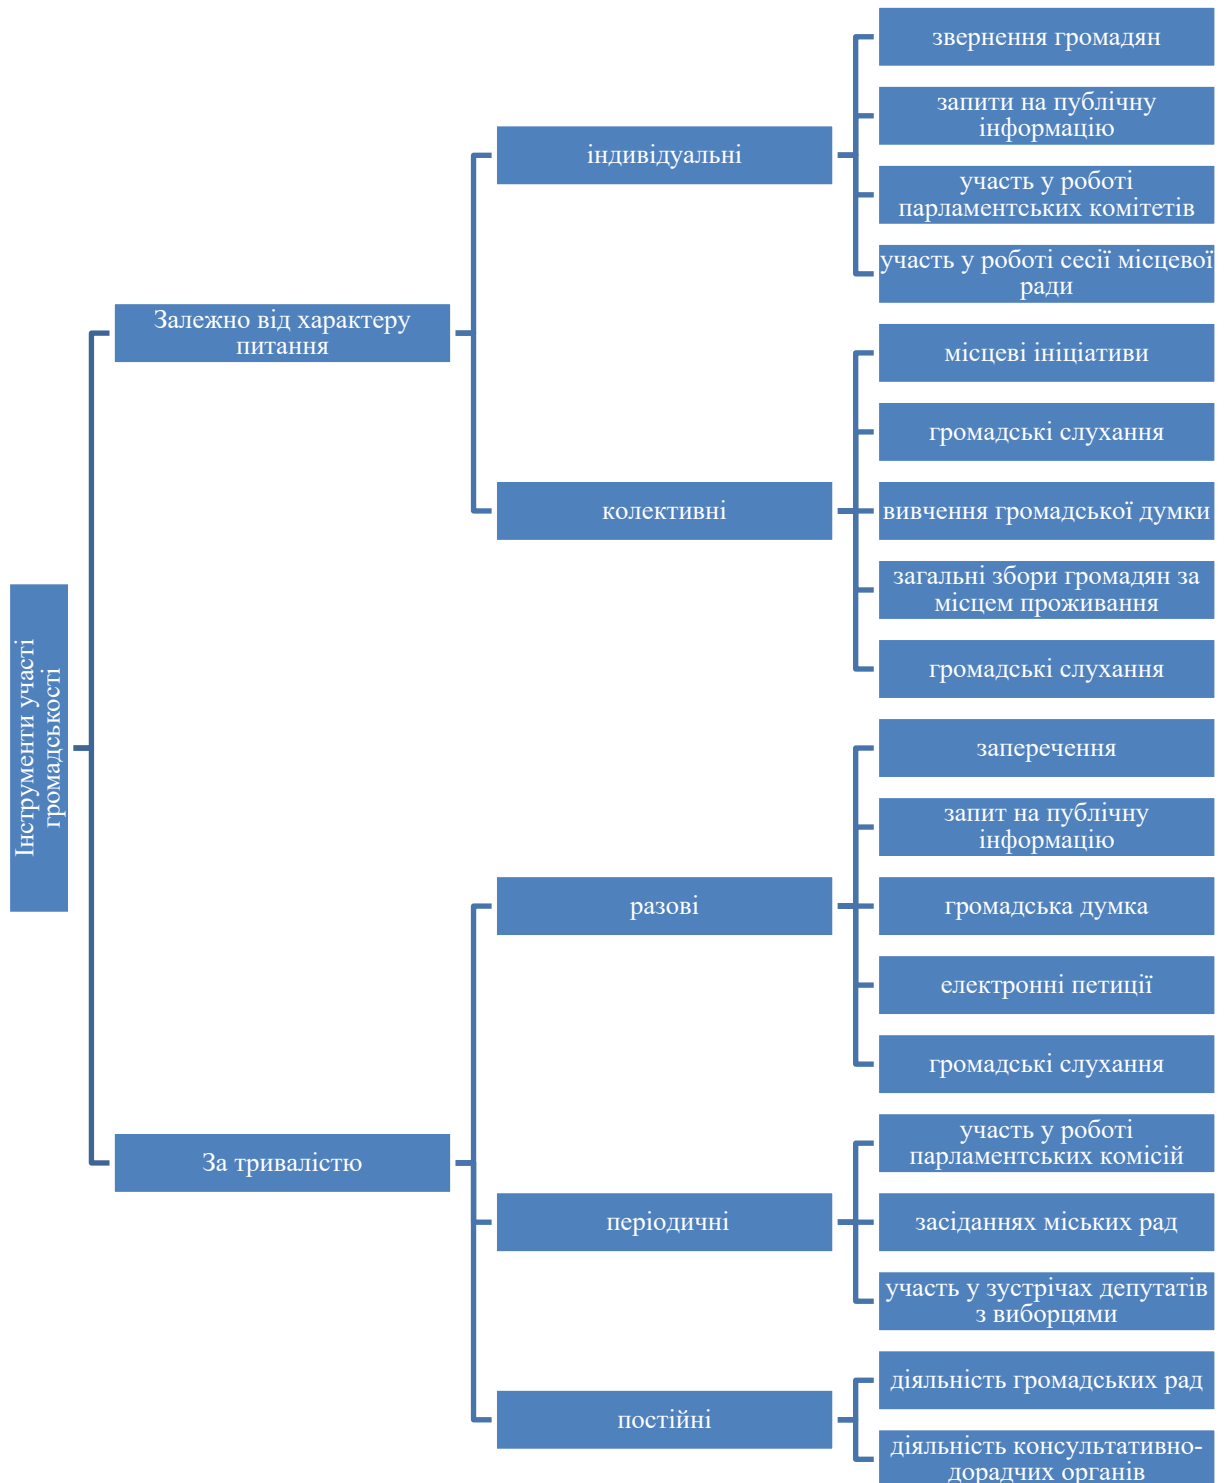 Інструменти участі
громадськості
Залежно від характеру
питання
індивідуальні
звернення громадян
запити на публічну
інформацію
участь у роботі
парламентських комітетів
участь у роботі сесії місцевої
ради
колективні
місцеві ініціативи
громадські слухання
вивчення громадської думки
загальні збори громадян за
місцем проживання
громадські слухання
За тривалістю
разові
заперечення
запит на публічну
інформацію
громадська думка
електронні петиції
громадські слухання
періодичні
участь у роботі
парламентських комісій
засіданнях міських рад
участь у зустрічах депутатів
з виборцями
постійні
діяльність громадських рад
діяльність консультативно-
дорадчих органів